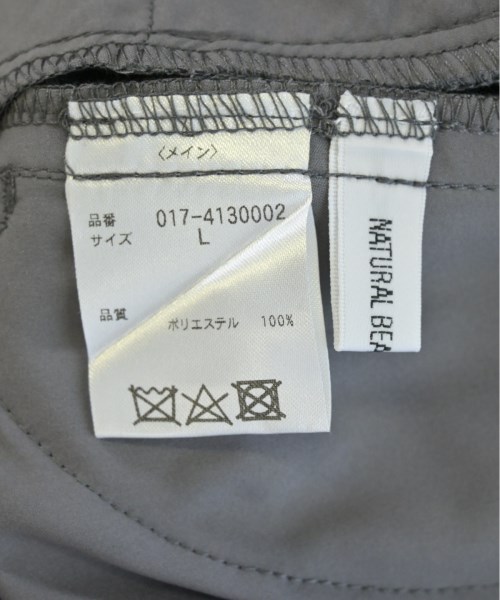 〈メイン〉
品番 017-4130002
サイズ L
品質 ポリエステル 100%
NATURAL BEA